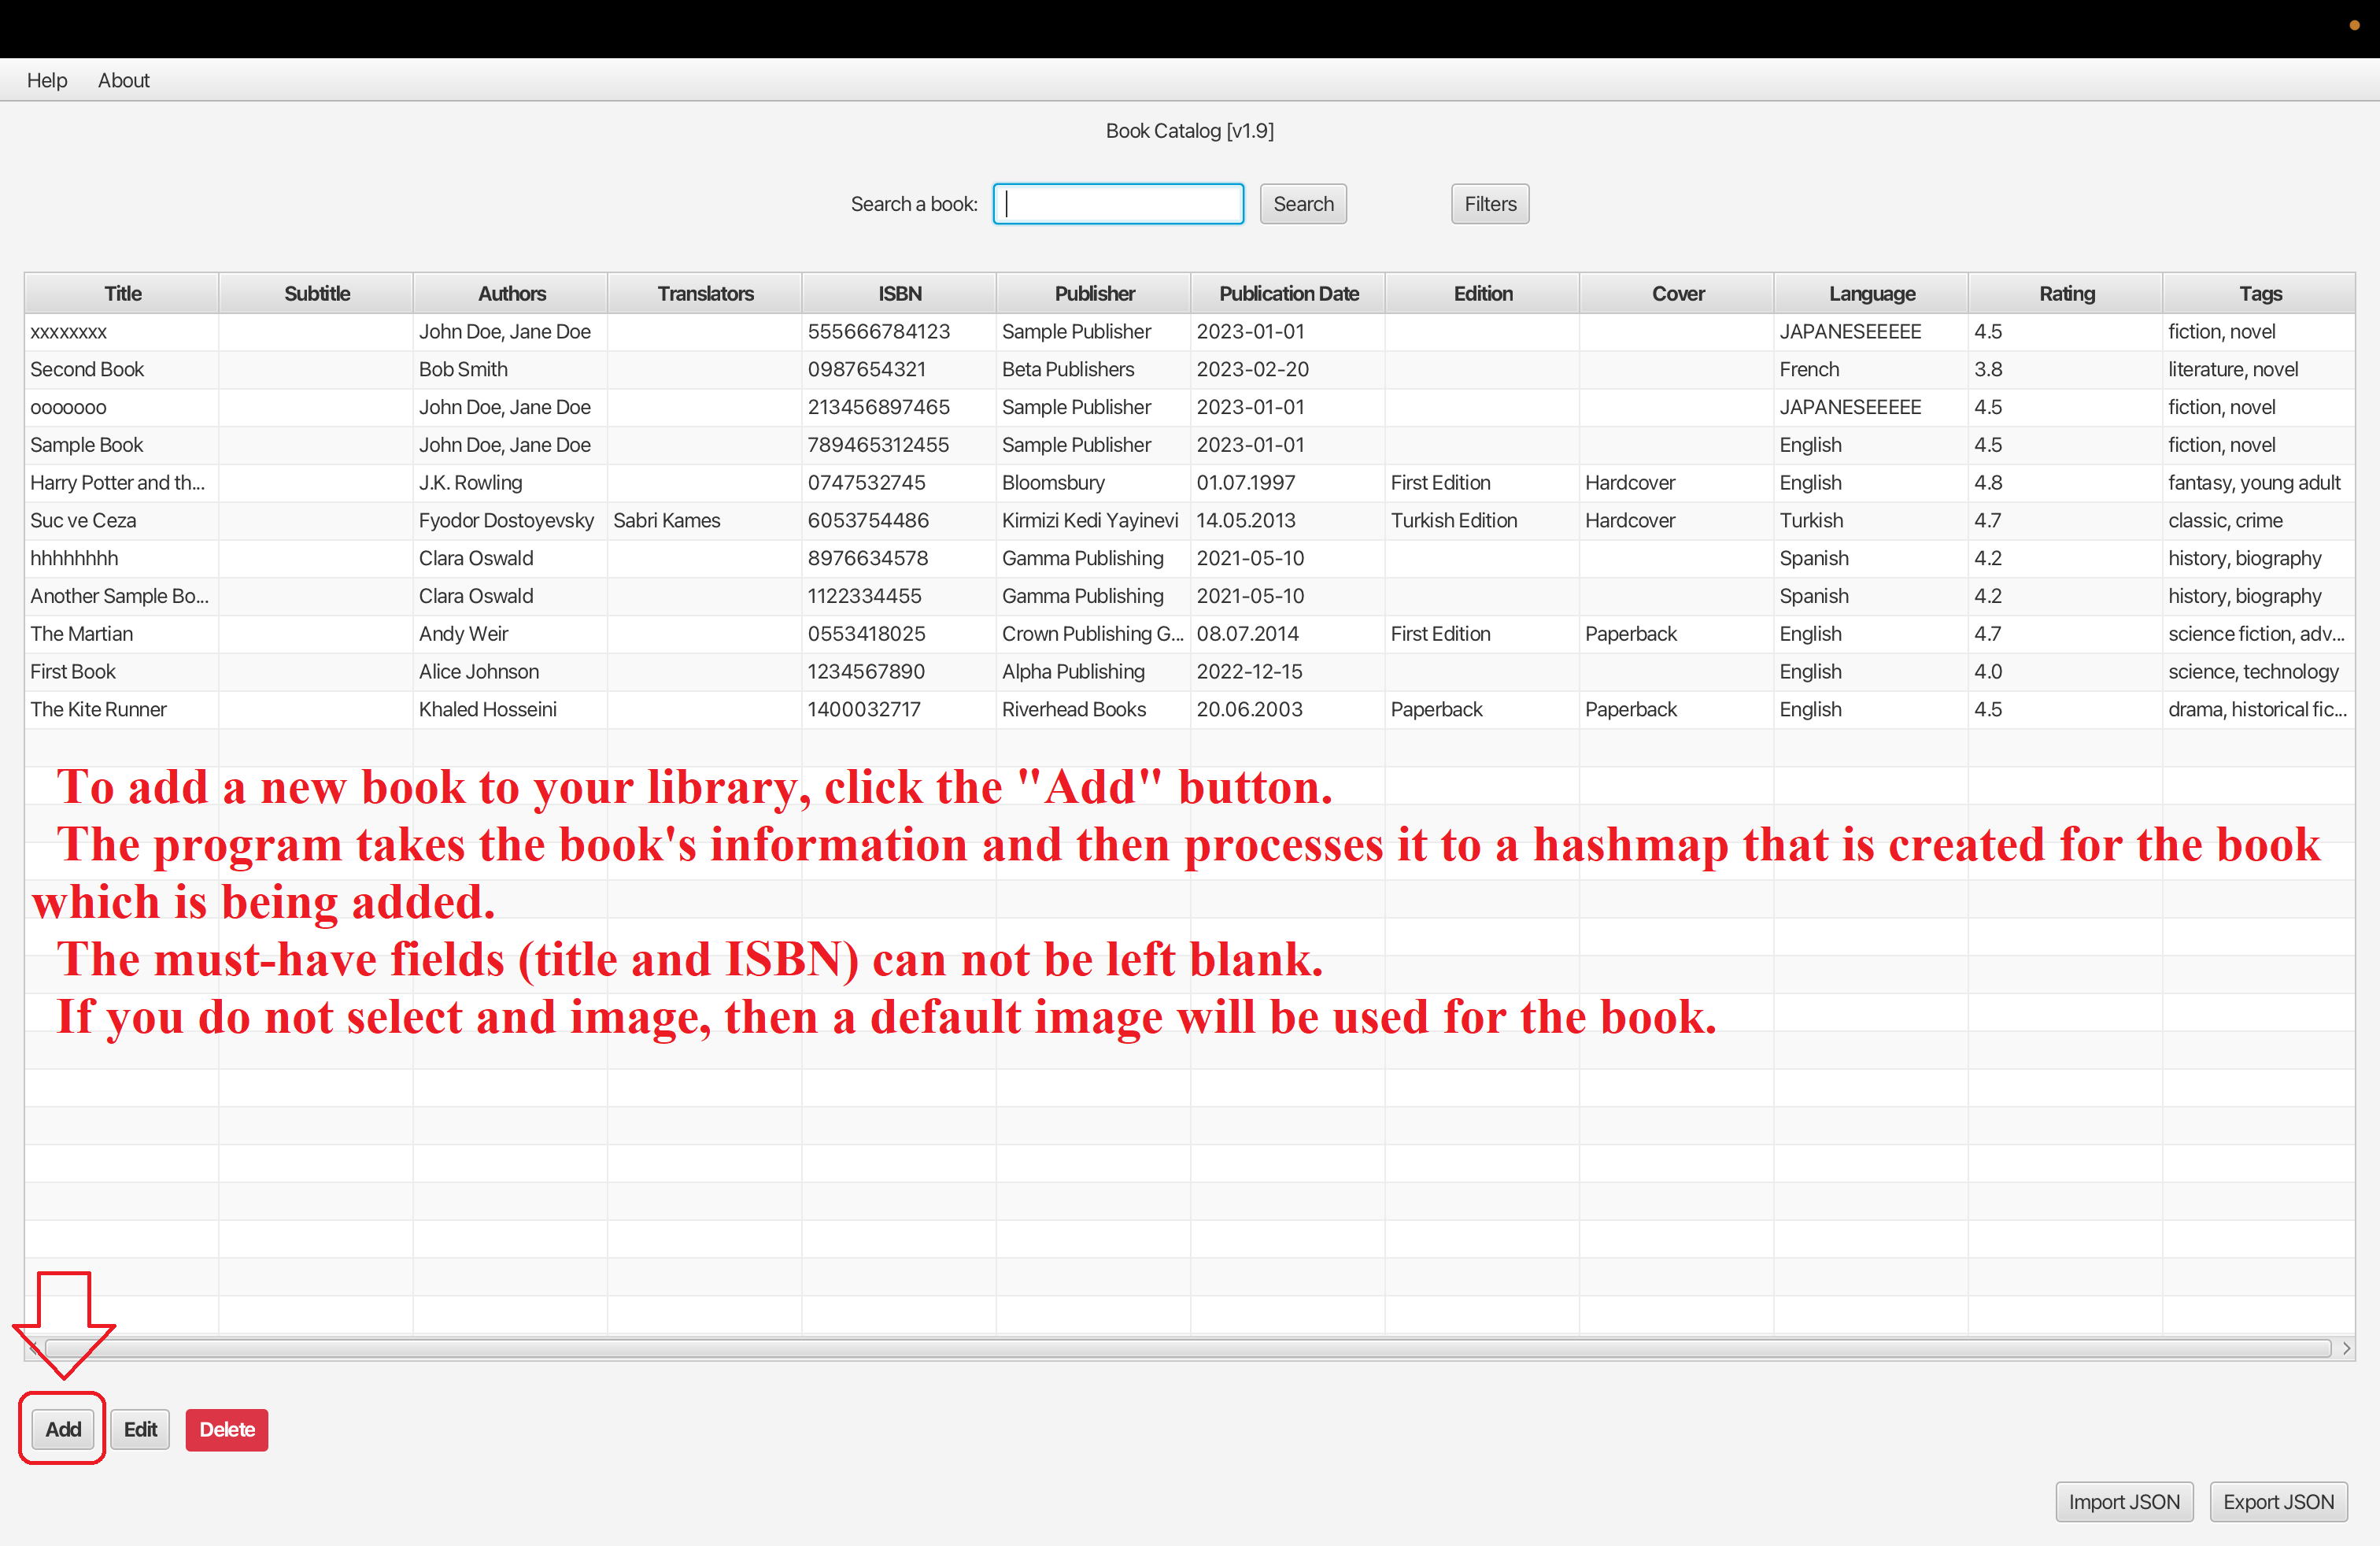 Help About
Book Catalog [v1.9]
Search a book: Search Filters
Title Subtitle Authors Translators ISBN Publisher Publication Date Edition Cover Language Rating Tags
xxxxxxxx John Doe, Jane Doe 555666784123 Sample Publisher 2023-01-01 JAPANESEEEEE 4.5 fiction, novel
Second Book Bob Smith 0987654321 Beta Publishers 2023-02-20 French 3.8 literature, novel
ooooooo John Doe, Jane Doe 213456897465 Sample Publisher 2023-01-01 JAPANESEEEEE 4.5 fiction, novel
Sample Book John Doe, Jane Doe 789465312455 Sample Publisher 2023-01-01 English 4.5 fiction, novel
Harry Potter and th... J.K. Rowling 0747532745 Bloomsbury 01.07.1997 First Edition Hardcover English 4.8 fantasy, young adult
Suc ve Ceza Fyodor Dostoyevsky Sabri Kames 6053754486 Kirmizi Kedi Yayinevi 14.05.2013 Turkish Edition Hardcover Turkish 4.7 classic, crime
hhhhhhhh Clara Oswald 8976634578 Gamma Publishing 2021-05-10 Spanish 4.2 history, biography
Another Sample Bo... Clara Oswald 1122334455 Gamma Publishing 2021-05-10 Spanish 4.2 history, biography
The Martian Andy Weir 0553418025 Crown Publishing G... 08.07.2014 First Edition Paperback English 4.7 science fiction, adv...
First Book Alice Johnson 1234567890 Alpha Publishing 2022-12-15 English 4.0 science, technology
The Kite Runner Khaled Hosseini 1400032717 Riverhead Books 20.06.2003 Paperback Paperback English 4.5 drama, historical fic...
To add a new book to your library, click the "Add" button.
The program takes the book's information and then processes it to a hashmap that is created for the book
which is being added.
The must-have fields (title and ISBN) can not be left blank.
If you do not select and image, then a default image will be used for the book.
Add Edit Delete
Import JSON Export JSON